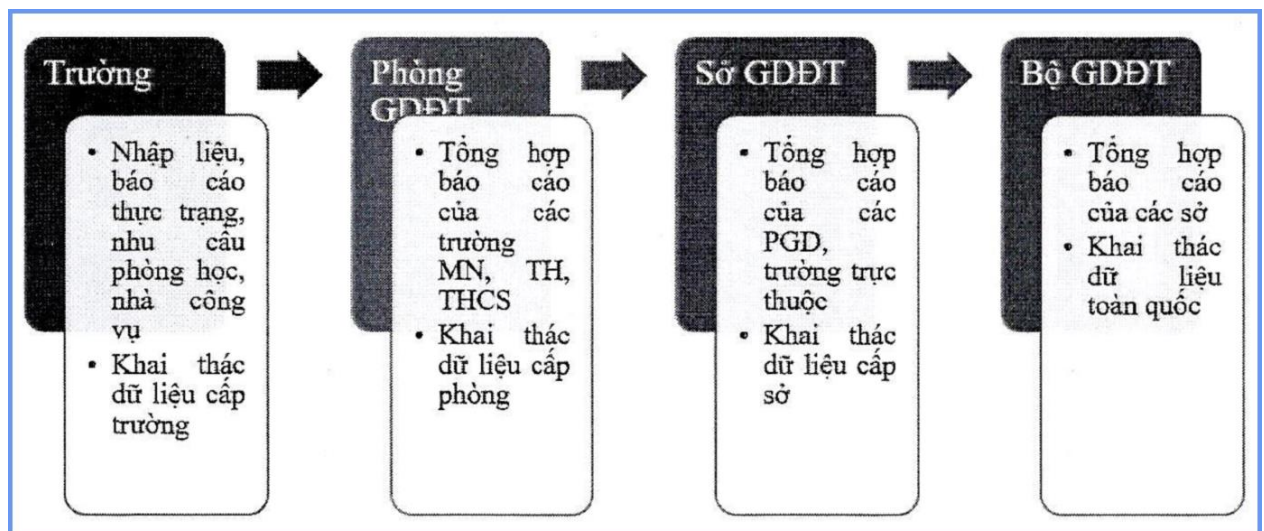 Trường
• Nhập liệu,
báo cáo
thực trạng,
nhu cầu
phòng học,
nhà công
vụ
• Khai thác
dữ liệu cấp
trường
Phòng
GDĐT
• Tổng hợp
báo cáo
của các
trường
MN, TH,
THCS
• Khai thác
dữ liệu cấp
phòng
Sở GDĐT
• Tổng hợp
báo cáo
của các
PGD,
trường trực
thuộc
• Khai thác
dữ liệu cấp
sở
Bộ GDĐT
• Tổng hợp
báo cáo
của các sở
• Khai thác
dữ liệu
toàn quốc